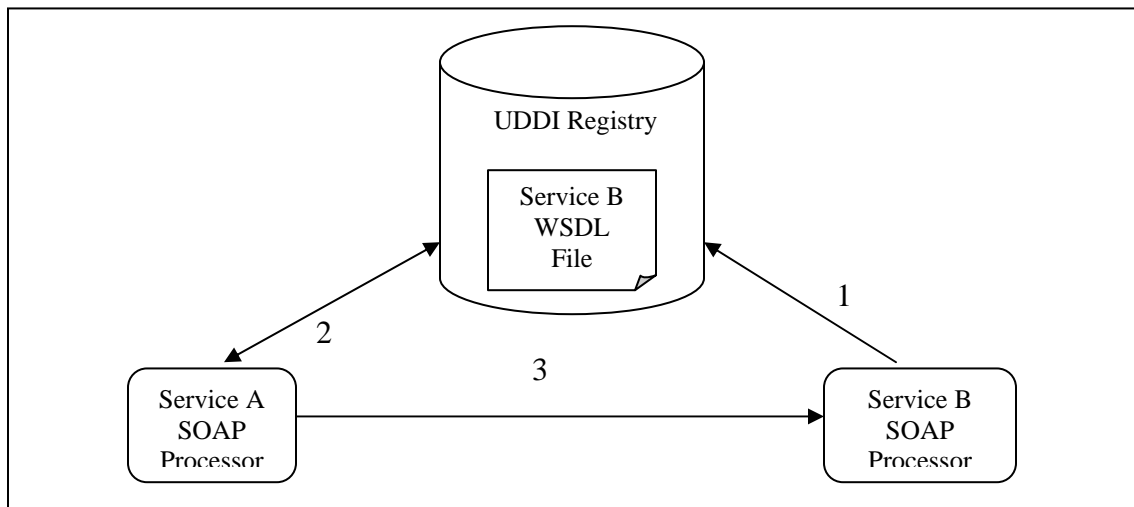 UDDI Registry
Service B
WSDL
File
1
2
3
Service A
SOAP
Processor
Service B
SOAP
Processor